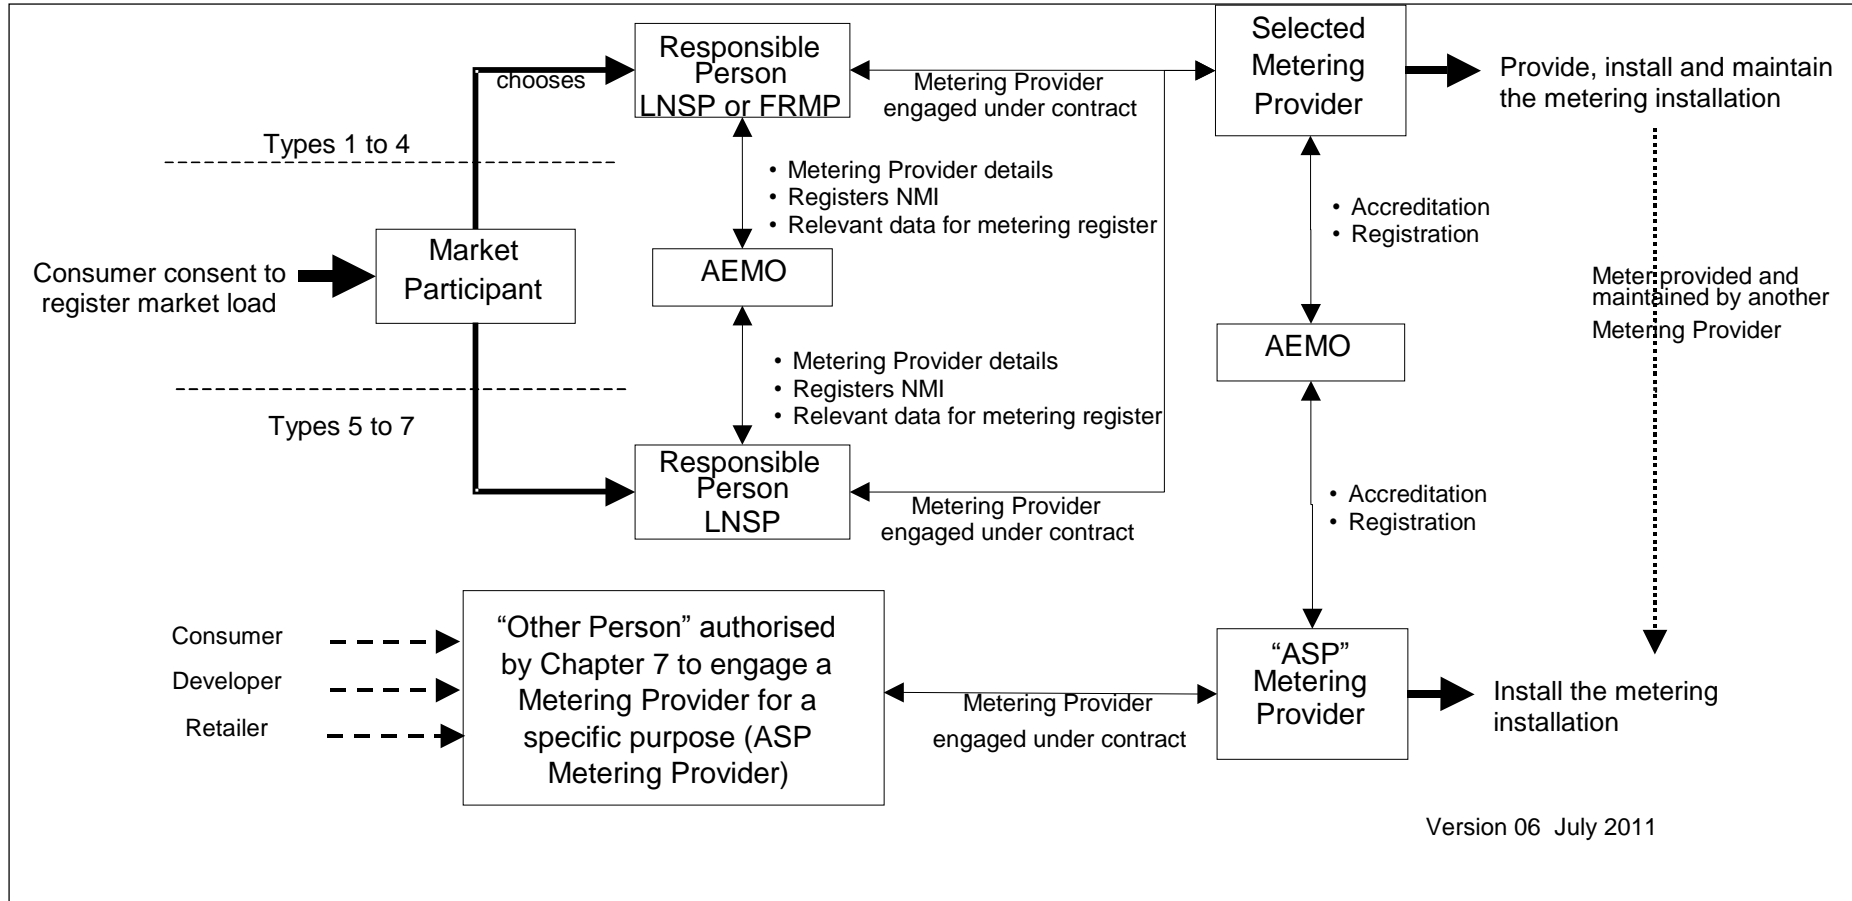 Responsible
Person
LNSP or FRMP
chooses
Metering Provider
engaged under contract
Selected
Metering
Provider
Provide, install and maintain
the metering installation
Types 1 to 4
• Metering Provider details
• Registers NMI
• Relevant data for metering register
• Accreditation
• Registration
Market
Participant
Consumer consent to
register market load
AEMO
Meter provided and
maintained by another
Metering Provider
AEMO
• Metering Provider details
• Registers NMI
• Relevant data for metering register
Types 5 to 7
Responsible
Person
LNSP
Metering Provider
engaged under contract
• Accreditation
• Registration
Consumer
Developer
Retailer
“Other Person” authorised
by Chapter 7 to engage a
Metering Provider for a
specific purpose (ASP
Metering Provider)
Metering Provider
engaged under contract
“ASP”
Metering
Provider
Install the metering
installation
Version 06 July 2011